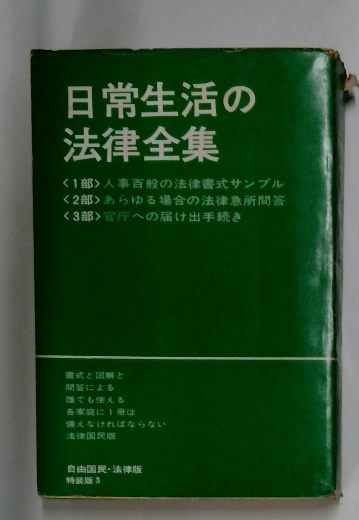 日常生活の
法律全集
<1部>人事百般の法律書式サンプル
<2部>あらゆる場合の法律急所問答
<3部>官庁への届け出手続き
書式と図解と
問答による
誰でも使える
各家庭に1冊は
備えなければならない
法律国民版
自由国民・法律版
特装版3